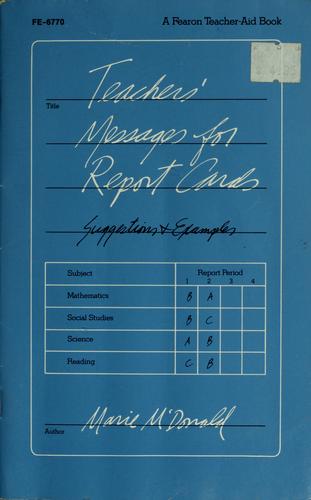 FE-6770 A Fearon Teacher-Aid Book
Title Teachers'
Messages for
Report Cards
Suggestions & Examples
Subject Report Period
1 2 3 4
Mathematics B A
Social Studies B C
Science A B
Reading C B
Marie McDonald
Author